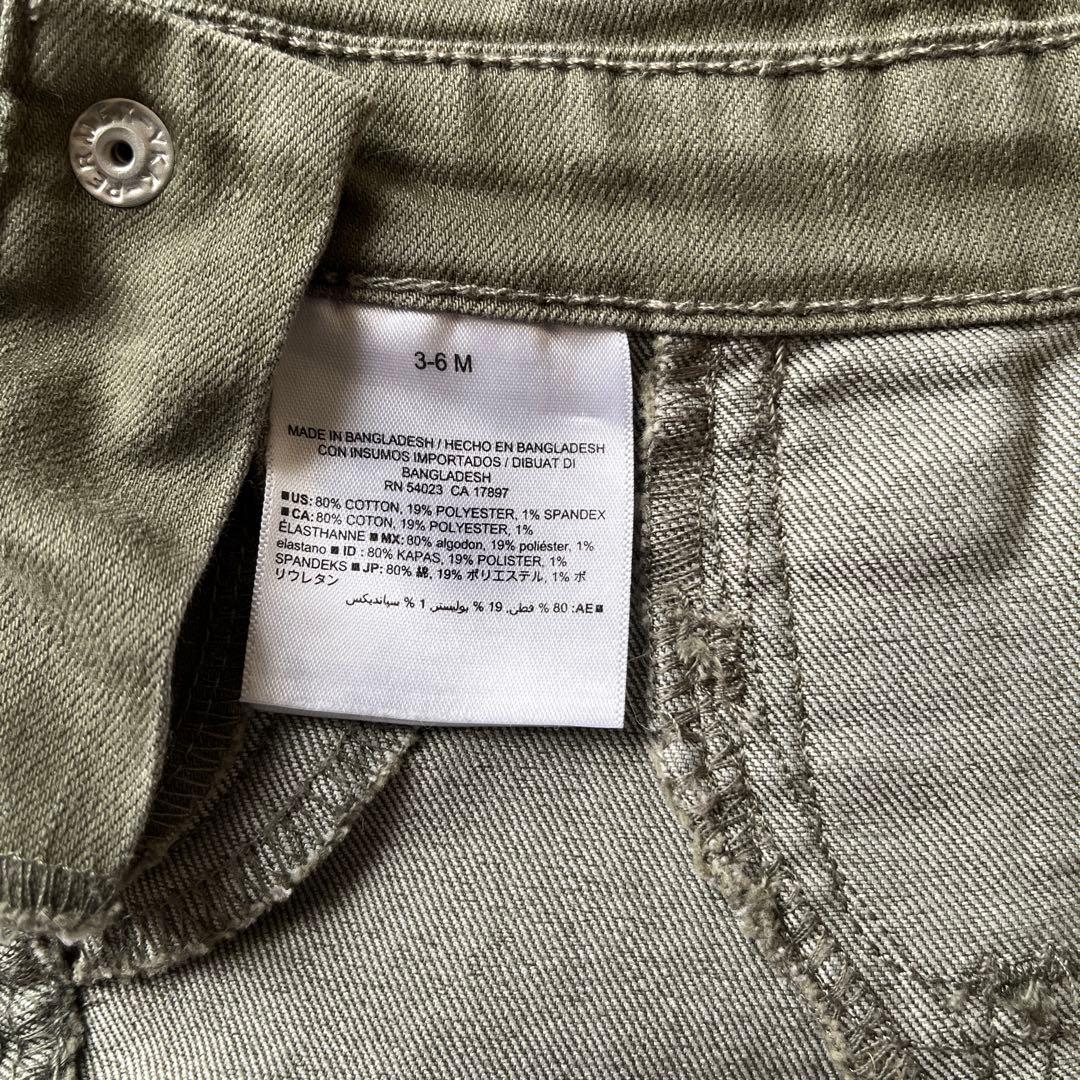 YKK-PERMEX
3-6 M
MADE IN BANGLADESH / HECHO EN BANGLADESH
CON INSUMOS IMPORTADOS / DIBUAT DI
BANGLADESH
RN 54023 CA 17897
■US: 80% COTTON, 19% POLYESTER, 1% SPANDEX
■CA: 80% COTON, 19% POLYESTER, 1%
ÉLASTHANNE ■ MX: 80% algodon, 19% poliéster, 1%
elastano ■ ID : 80% KAPAS, 19% POLISTER, 1%
SPANDEKS ■ JP: 80% 綿, 19% ポリエステル, 1% ポ
リウレタン
■AE: 80 % قطن, 19 % بوليستر, 1 % سپانديكس